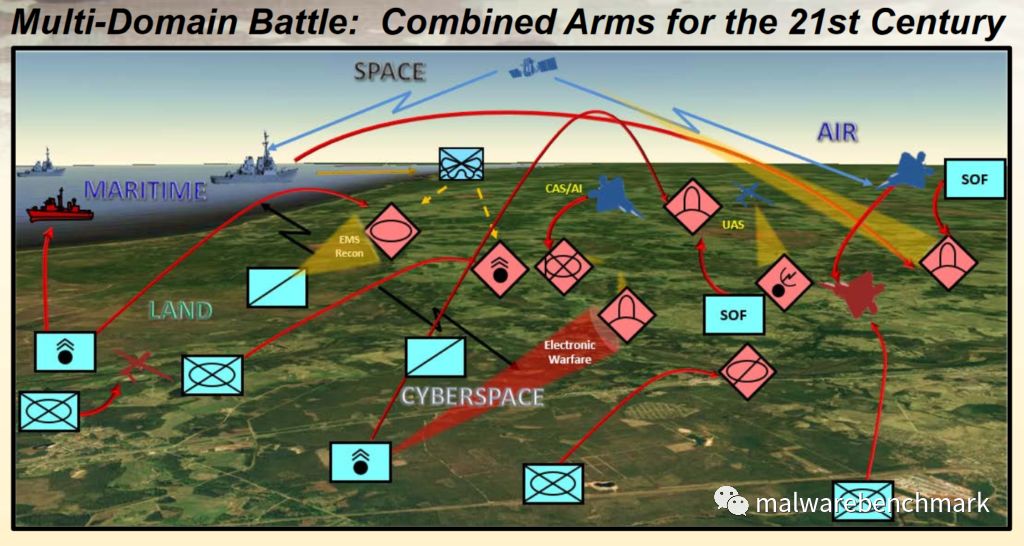 Multi-Domain Battle: Combined Arms for the 21st Century
SPACE
AIR
MARITIME
CAS/AI
SOF
UAS
EMS
Recon
LAND
SOF
Electronic
Warfare
CYBERSPACE
malwarebenchmark